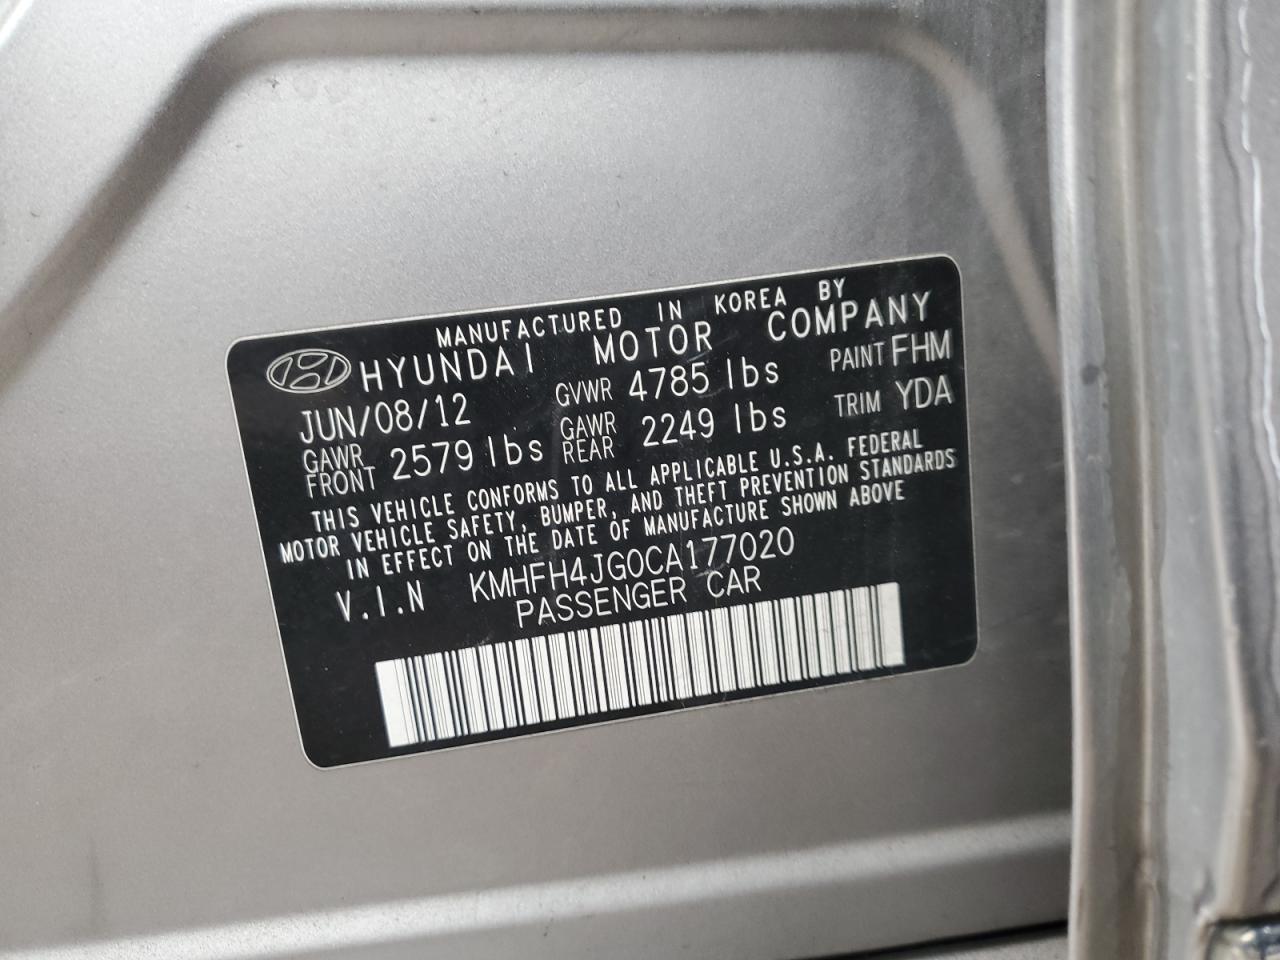 MANUFACTURED IN KOREA BY
HYUNDAI MOTOR COMPANY
JUN/08/12 GVWR 4785 lbs PAINT FHM
GAWR FRONT 2579 lbs GAWR REAR 2249 lbs TRIM YDA
THIS VEHICLE CONFORMS TO ALL APPLICABLE U.S.A. FEDERAL
MOTOR VEHICLE SAFETY, BUMPER, AND THEFT PREVENTION STANDARDS
IN EFFECT ON THE DATE OF MANUFACTURE SHOWN ABOVE
V.I.N KMHFH4JG0CA177020
PASSENGER CAR